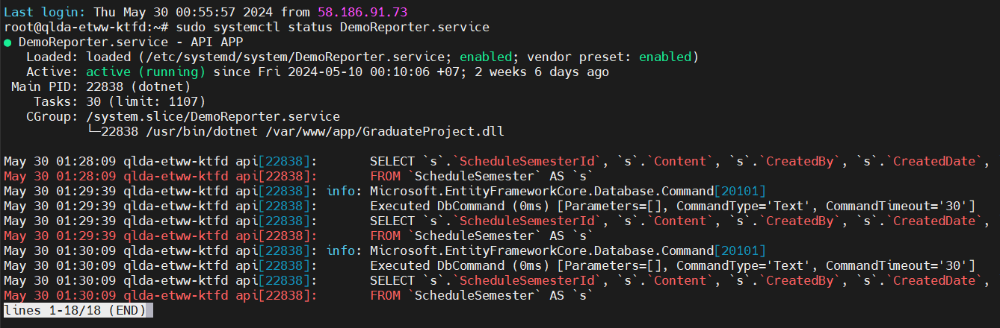 Last login: Thu May 30 00:55:57 2024 from 58.186.91.73
root@qlda-etww-ktfd:~# sudo systemctl status DemoReporter.service
● DemoReporter.service - API APP
   Loaded: loaded (/etc/systemd/system/DemoReporter.service; enabled; vendor preset: enabled)
   Active: active (running) since Fri 2024-05-10 00:10:06 +07; 2 weeks 6 days ago
 Main PID: 22838 (dotnet)
    Tasks: 30 (limit: 1107)
   CGroup: /system.slice/DemoReporter.service
           └─22838 /usr/bin/dotnet /var/www/app/GraduateProject.dll
May 30 01:28:09 qlda-etww-ktfd api[22838]:       SELECT `s`.`ScheduleSemesterId`, `s`.`Content`, `s`.`CreatedBy`, `s`.`CreatedDate`,
May 30 01:28:09 qlda-etww-ktfd api[22838]:       FROM `ScheduleSemester` AS `s`
May 30 01:29:39 qlda-etww-ktfd api[22838]: info: Microsoft.EntityFrameworkCore.Database.Command[20101]
May 30 01:29:39 qlda-etww-ktfd api[22838]:       Executed DbCommand (0ms) [Parameters=[], CommandType='Text', CommandTimeout='30']
May 30 01:29:39 qlda-etww-ktfd api[22838]:       SELECT `s`.`ScheduleSemesterId`, `s`.`Content`, `s`.`CreatedBy`, `s`.`CreatedDate`,
May 30 01:29:39 qlda-etww-ktfd api[22838]:       FROM `ScheduleSemester` AS `s`
May 30 01:30:09 qlda-etww-ktfd api[22838]: info: Microsoft.EntityFrameworkCore.Database.Command[20101]
May 30 01:30:09 qlda-etww-ktfd api[22838]:       Executed DbCommand (0ms) [Parameters=[], CommandType='Text', CommandTimeout='30']
May 30 01:30:09 qlda-etww-ktfd api[22838]:       SELECT `s`.`ScheduleSemesterId`, `s`.`Content`, `s`.`CreatedBy`, `s`.`CreatedDate`,
May 30 01:30:09 qlda-etww-ktfd api[22838]:       FROM `ScheduleSemester` AS `s`
lines 1-18/18 (END)